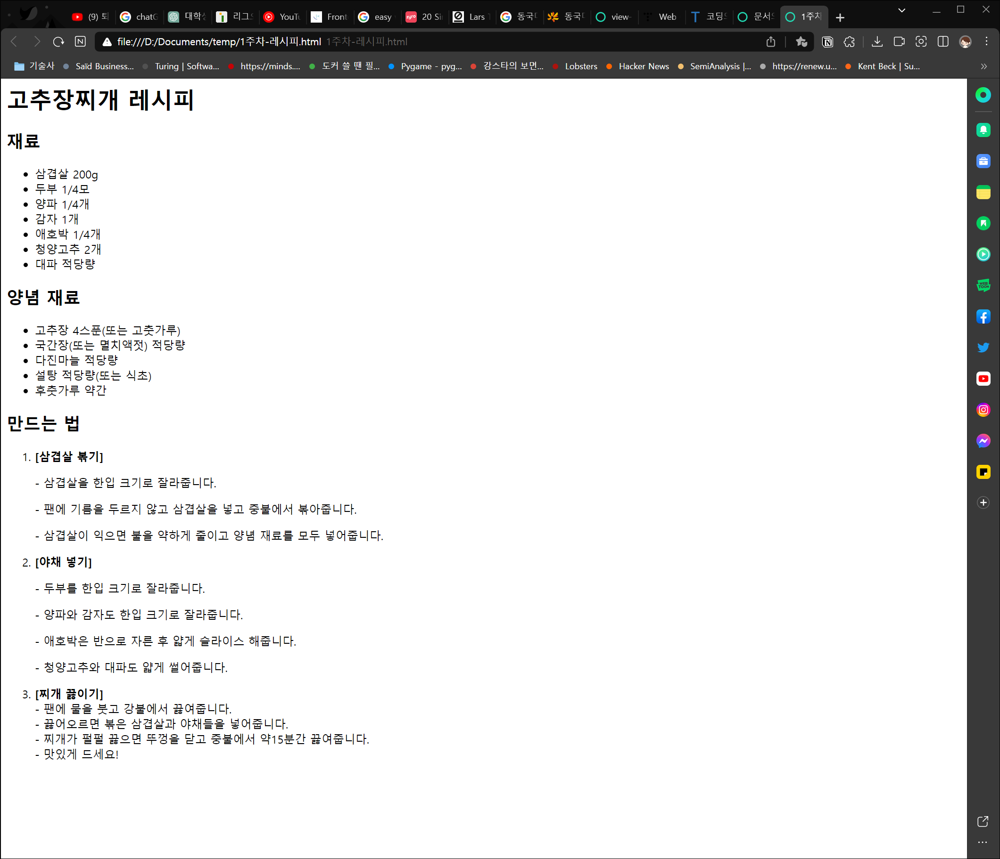 (9) 퇴
chatG
대학
리그
YouTu
Front
easy
zyro 20 Sin
Lars T
동국
동국
view-
Web
코딩
문서
1주차
file:///D:/Documents/temp/1주차-레시피.html 1주차-레시피.html
기술사
Saïd Business...
Turing | Softwa...
https://minds....
도커 쓸 땐 필...
Pygame - pyg...
강스타의 보면...
Lobsters
Hacker News
SemiAnalysis |...
https://renew.u...
Kent Beck | Su...
고추장찌개 레시피
재료
• 삼겹살 200g
• 두부 1/4모
• 양파 1/4개
• 감자 1개
• 애호박 1/4개
• 청양고추 2개
• 대파 적당량
양념 재료
• 고추장 4스푼(또는 고춧가루)
• 국간장(또는 멸치액젓) 적당량
• 다진마늘 적당량
• 설탕 적당량(또는 식초)
• 후춧가루 약간
만드는 법
1. [삼겹살 볶기]
- 삼겹살을 한입 크기로 잘라줍니다.
- 팬에 기름을 두르지 않고 삼겹살을 넣고 중불에서 볶아줍니다.
- 삼겹살이 익으면 불을 약하게 줄이고 양념 재료를 모두 넣어줍니다.
2. [야채 넣기]
- 두부를 한입 크기로 잘라줍니다.
- 양파와 감자도 한입 크기로 잘라줍니다.
- 애호박은 반으로 자른 후 얇게 슬라이스 해줍니다.
- 청양고추와 대파도 얇게 썰어줍니다.
3. [찌개 끓이기]
- 팬에 물을 붓고 강불에서 끓여줍니다.
- 끓어오르면 볶은 삼겹살과 야채들을 넣어줍니다.
- 찌개가 펄펄 끓으면 뚜껑을 닫고 중불에서 약15분간 끓여줍니다.
- 맛있게 드세요!
WEB
TOON